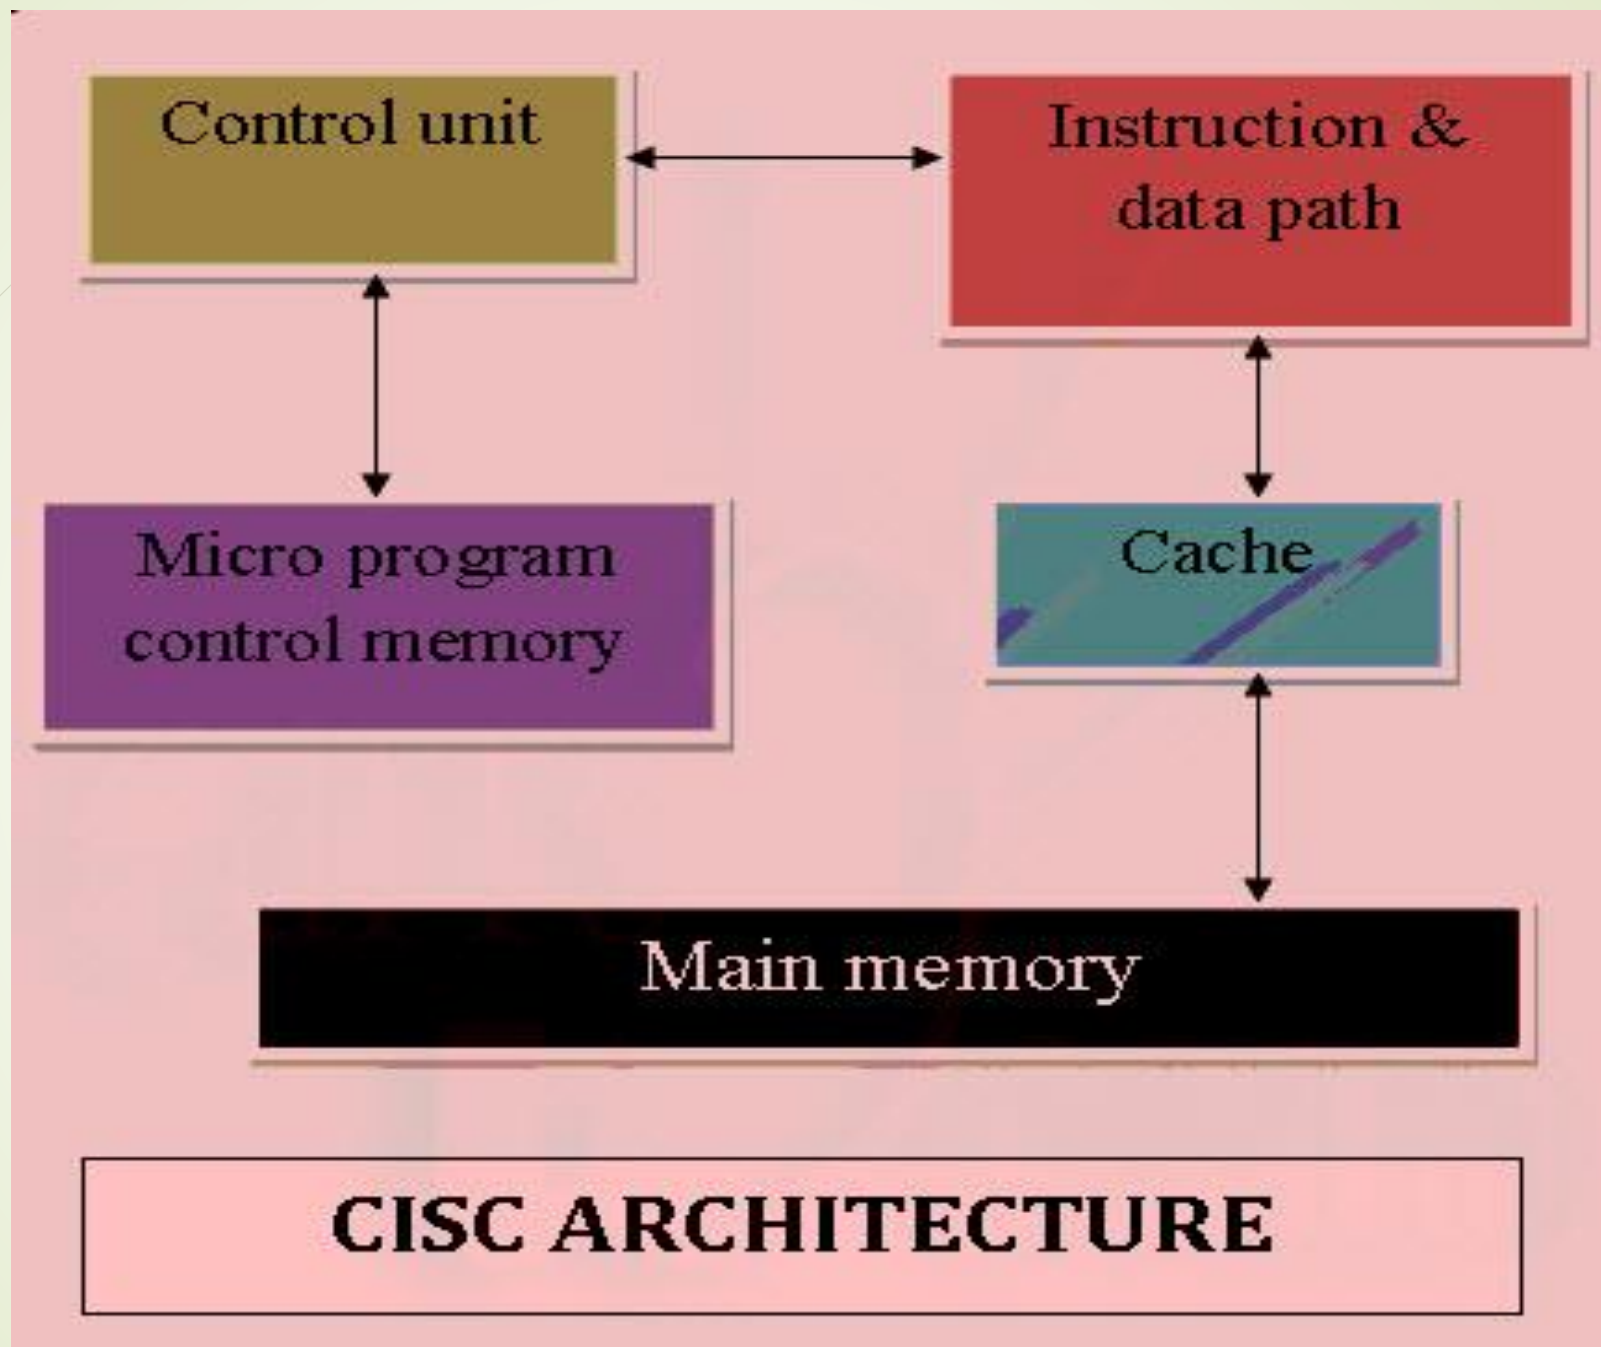 Control unit
Instruction &
data path
Micro program
control memory
Cache
Main memory
CISC ARCHITECTURE